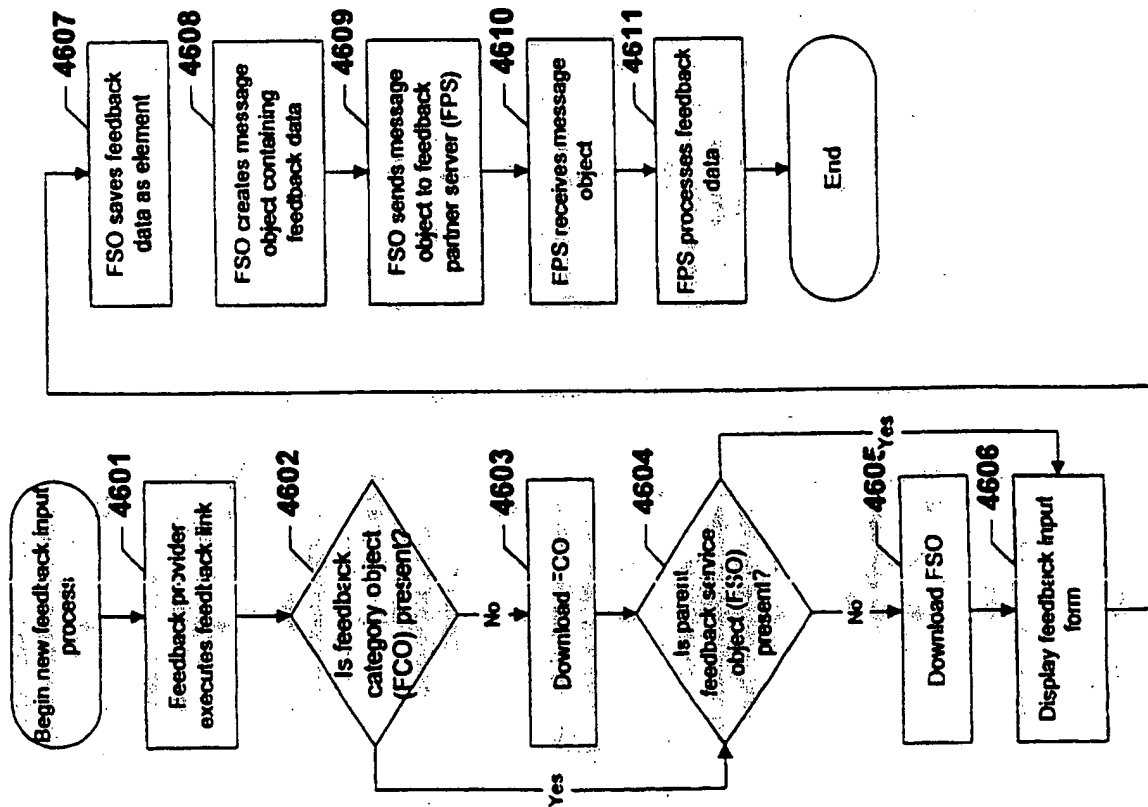 Begin new feedback input
process
4601
Feedback provider
executes feedback link
4602
Is feedback
category object
(FCO) present?
No
Yes
4603
Download FCO
4604
Is parent
feedback service
object (FSO)
present?
No
Yes
4605
Download FSO
4606
Display feedback input
form
4607
FSO saves feedback
data as element
4608
FSO creates message
object containing
feedback data
4609
FSO sends message
object to feedback
partner server (FPS)
4610
FPS receives message
object
4611
FPS processes feedback
data
End